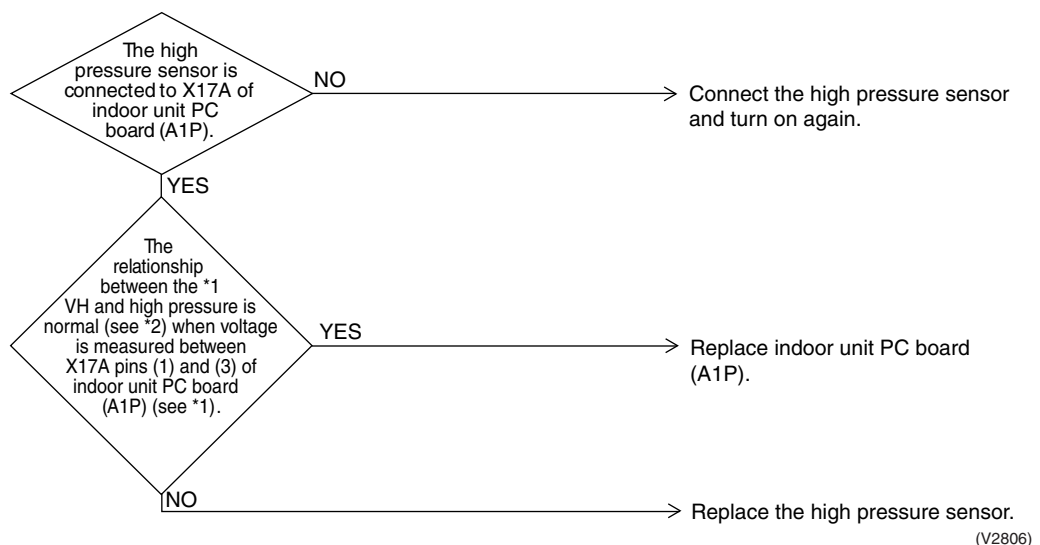 The high
pressure sensor is
connected to X17A of
indoor unit PC
board (A1P).
NO
Connect the high pressure sensor
and turn on again.
YES
The
relationship
between the *1
VH and high pressure is
normal (see *2) when voltage
is measured between
X17A pins (1) and (3) of
indoor unit PC board
(A1P) (see *1).
YES
Replace indoor unit PC board
(A1P).
NO
Replace the high pressure sensor.
(V2806)